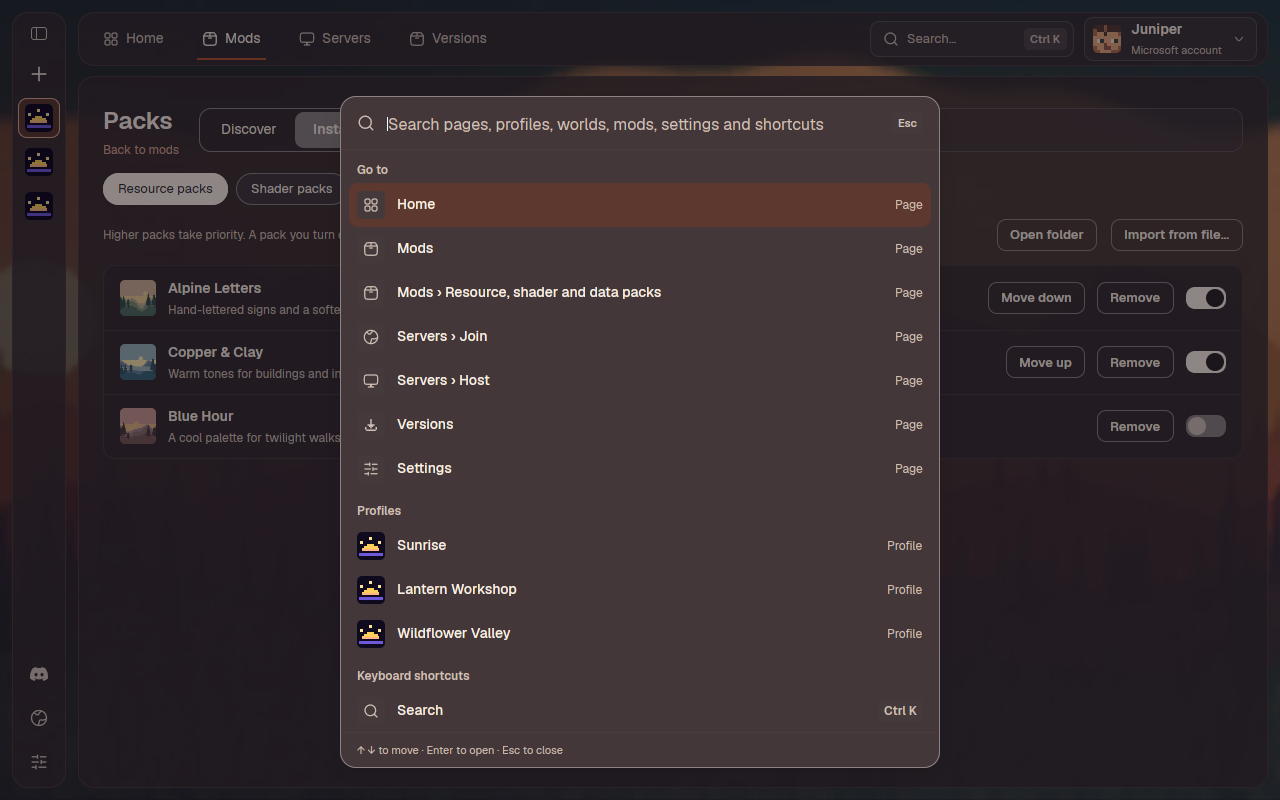 Home
Mods
Servers
Versions
Search...
Ctrl K
Juniper
Microsoft account
Packs
Back to mods
Discover
Resource packs
Shader packs
Higher packs take priority. A pack you turn
Open folder
Import from file...
Alpine Letters
Hand-lettered signs and a
Move down
Remove
Copper & Clay
Warm tones for buildings and
Move up
Remove
Blue Hour
A cool palette for twilight walks
Remove
Search pages, profiles, worlds, mods, settings and shortcuts
Esc
Go to
Home
Page
Mods
Page
Mods › Resource, shader and data packs
Page
Servers › Join
Page
Servers › Host
Page
Versions
Page
Settings
Page
Profiles
Sunrise
Profile
Lantern Workshop
Profile
Wildflower Valley
Profile
Keyboard shortcuts
Search
Ctrl K
↑↓ to move · Enter to open · Esc to close